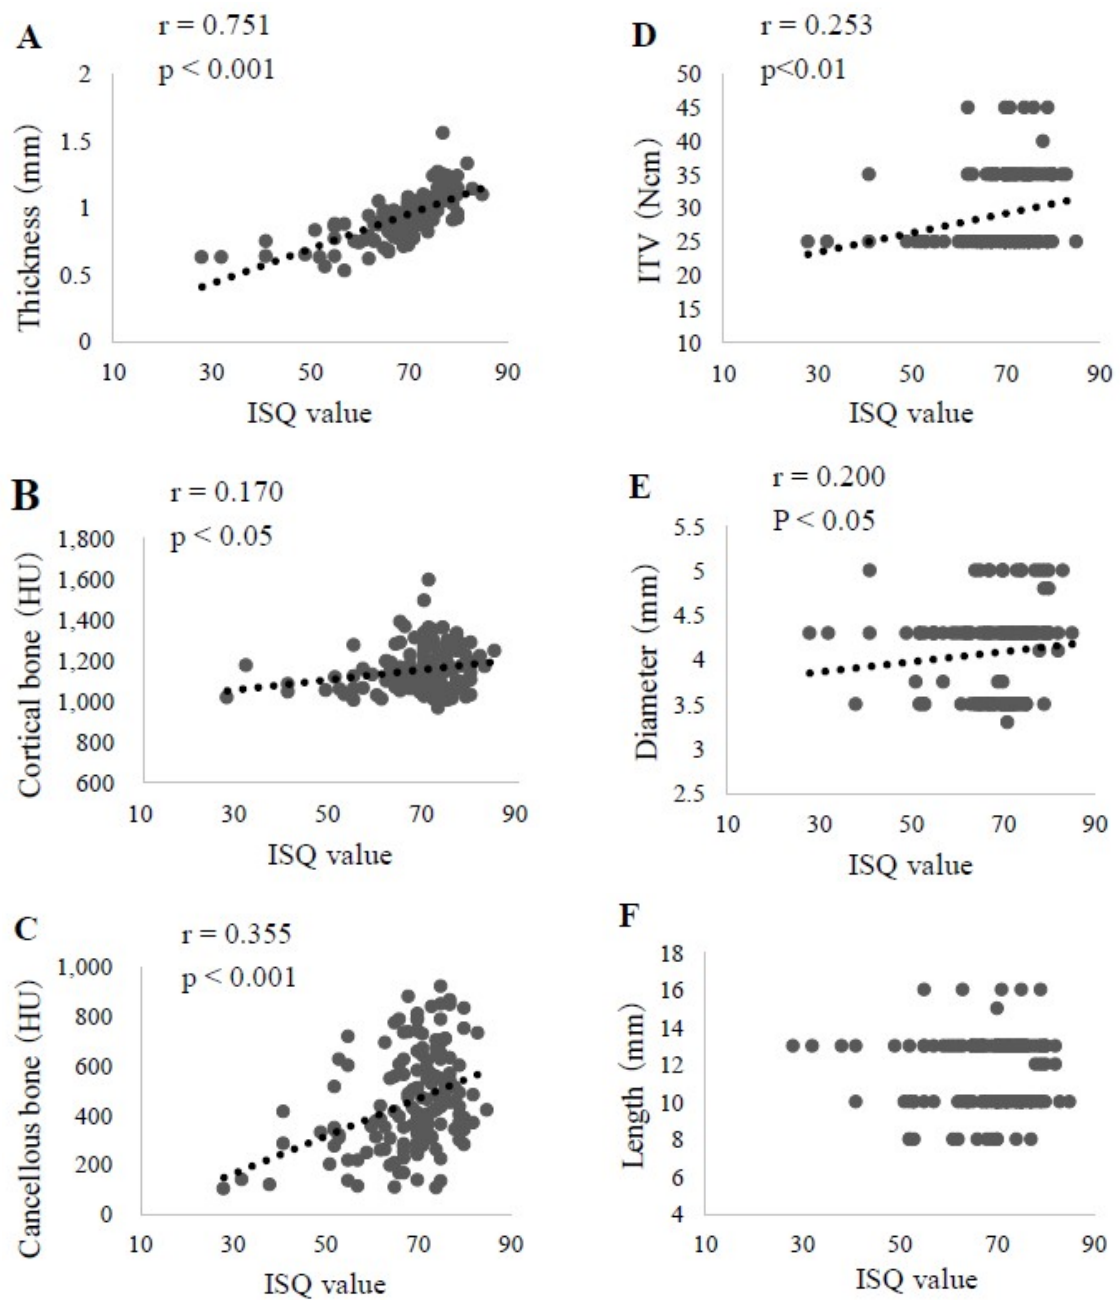 A
r = 0.751
p < 0.001
Thickness (mm)
2
1.5
1
0.5
0
10 30 50 70 90
ISQ value
D
r = 0.253
p<0.01
ITV (Ncm)
50
45
40
35
30
25
20
15
10
10 30 50 70 90
ISQ value
B
r = 0.170
p < 0.05
Cortical bone (HU)
1,800
1,600
1,400
1,200
1,000
800
600
10 30 50 70 90
ISQ value
E
r = 0.200
P < 0.05
Diameter (mm)
5.5
5
4.5
4
3.5
3
2.5
10 30 50 70 90
ISQ value
C
r = 0.355
p < 0.001
Cancellous bone (HU)
1,000
800
600
400
200
0
10 30 50 70 90
ISQ value
F
Length (mm)
18
16
14
12
10
8
6
4
10 30 50 70 90
ISQ value